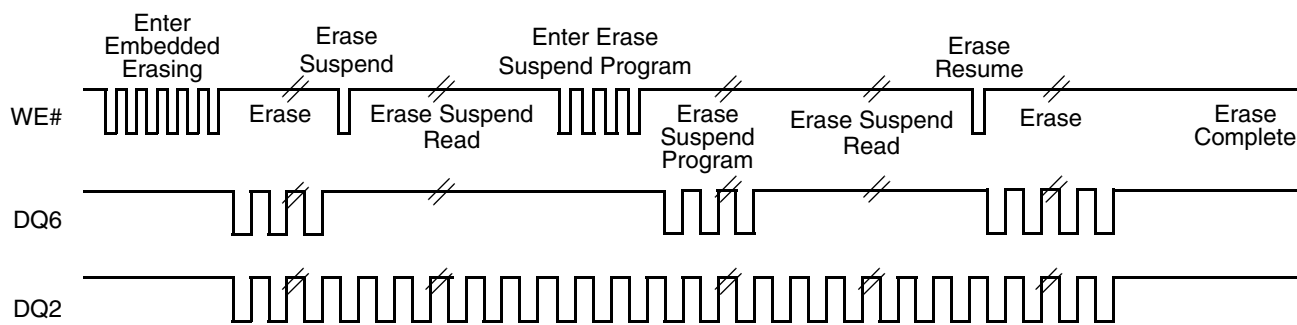 Enter
Embedded
Erasing
Erase
Suspend
Enter Erase
Suspend Program
Erase
Resume
WE#
Erase
Erase Suspend
Read
Erase
Suspend
Program
Erase Suspend
Read
Erase
Erase
Complete
DQ6
DQ2